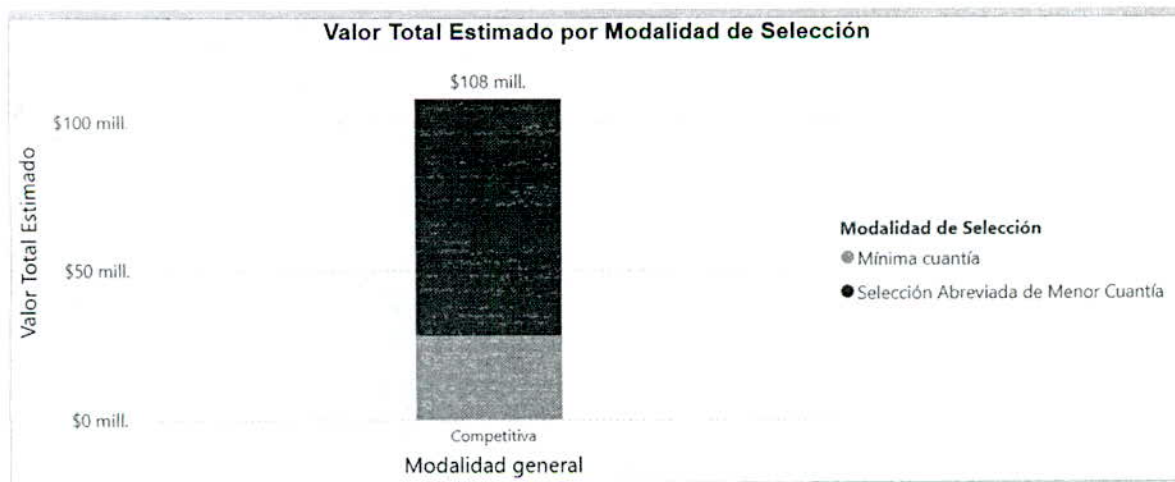 Valor Total Estimado por Modalidad de Selección
$108 mill.
$100 mill.
$50 mill.
$0 mill.
Valor Total Estimado
Competitiva
Modalidad general
Modalidad de Selección
Mínima cuantía
Selección Abreviada de Menor Cuantía